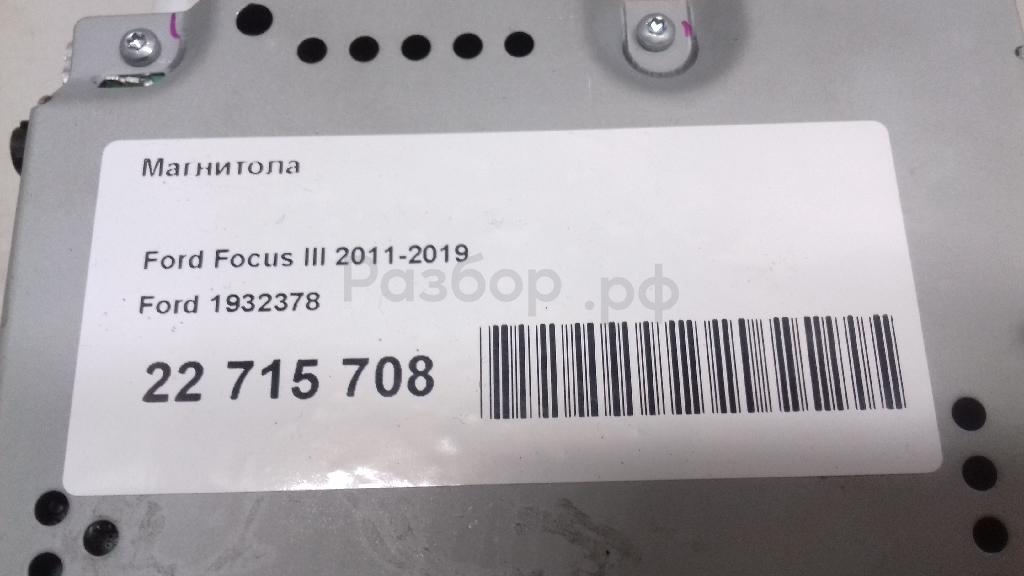 Магнитола
Ford Focus III 2011-2019
Разбор.рф
Ford 1932378
22 715 708